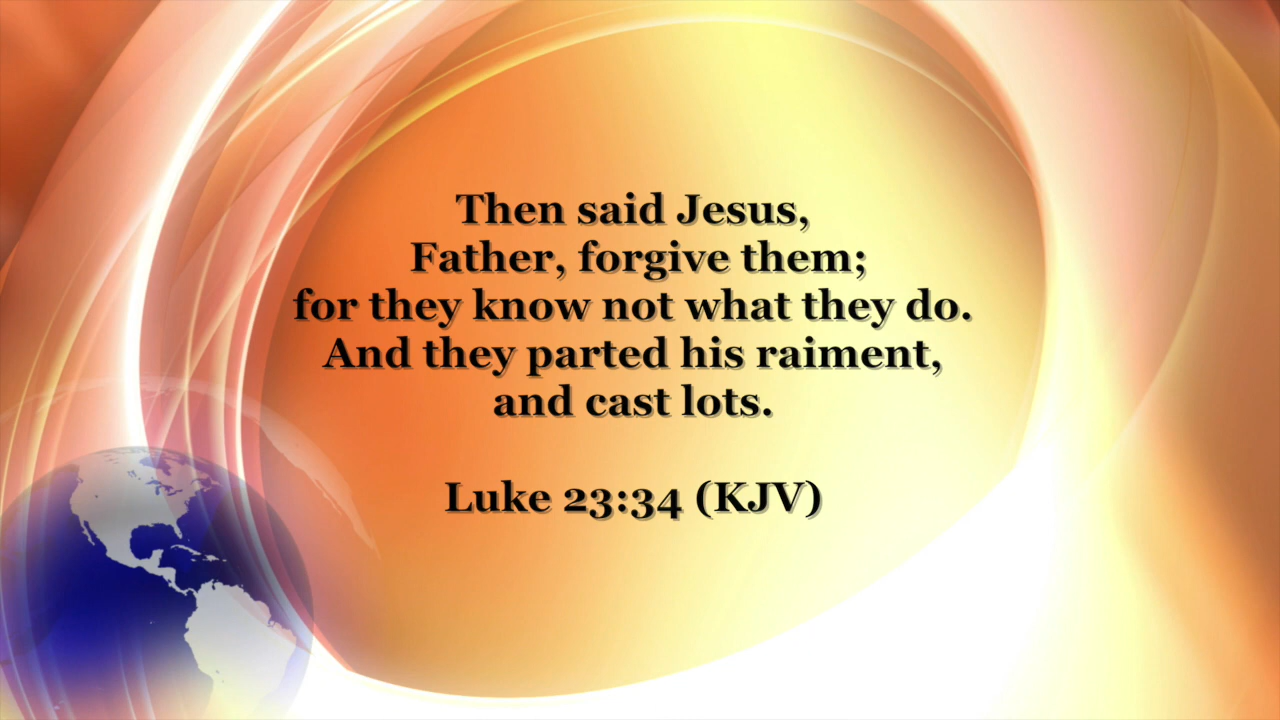 Then said Jesus,
Father, forgive them;
for they know not what they do.
And they parted his raiment,
and cast lots.
Luke 23:34 (KJV)